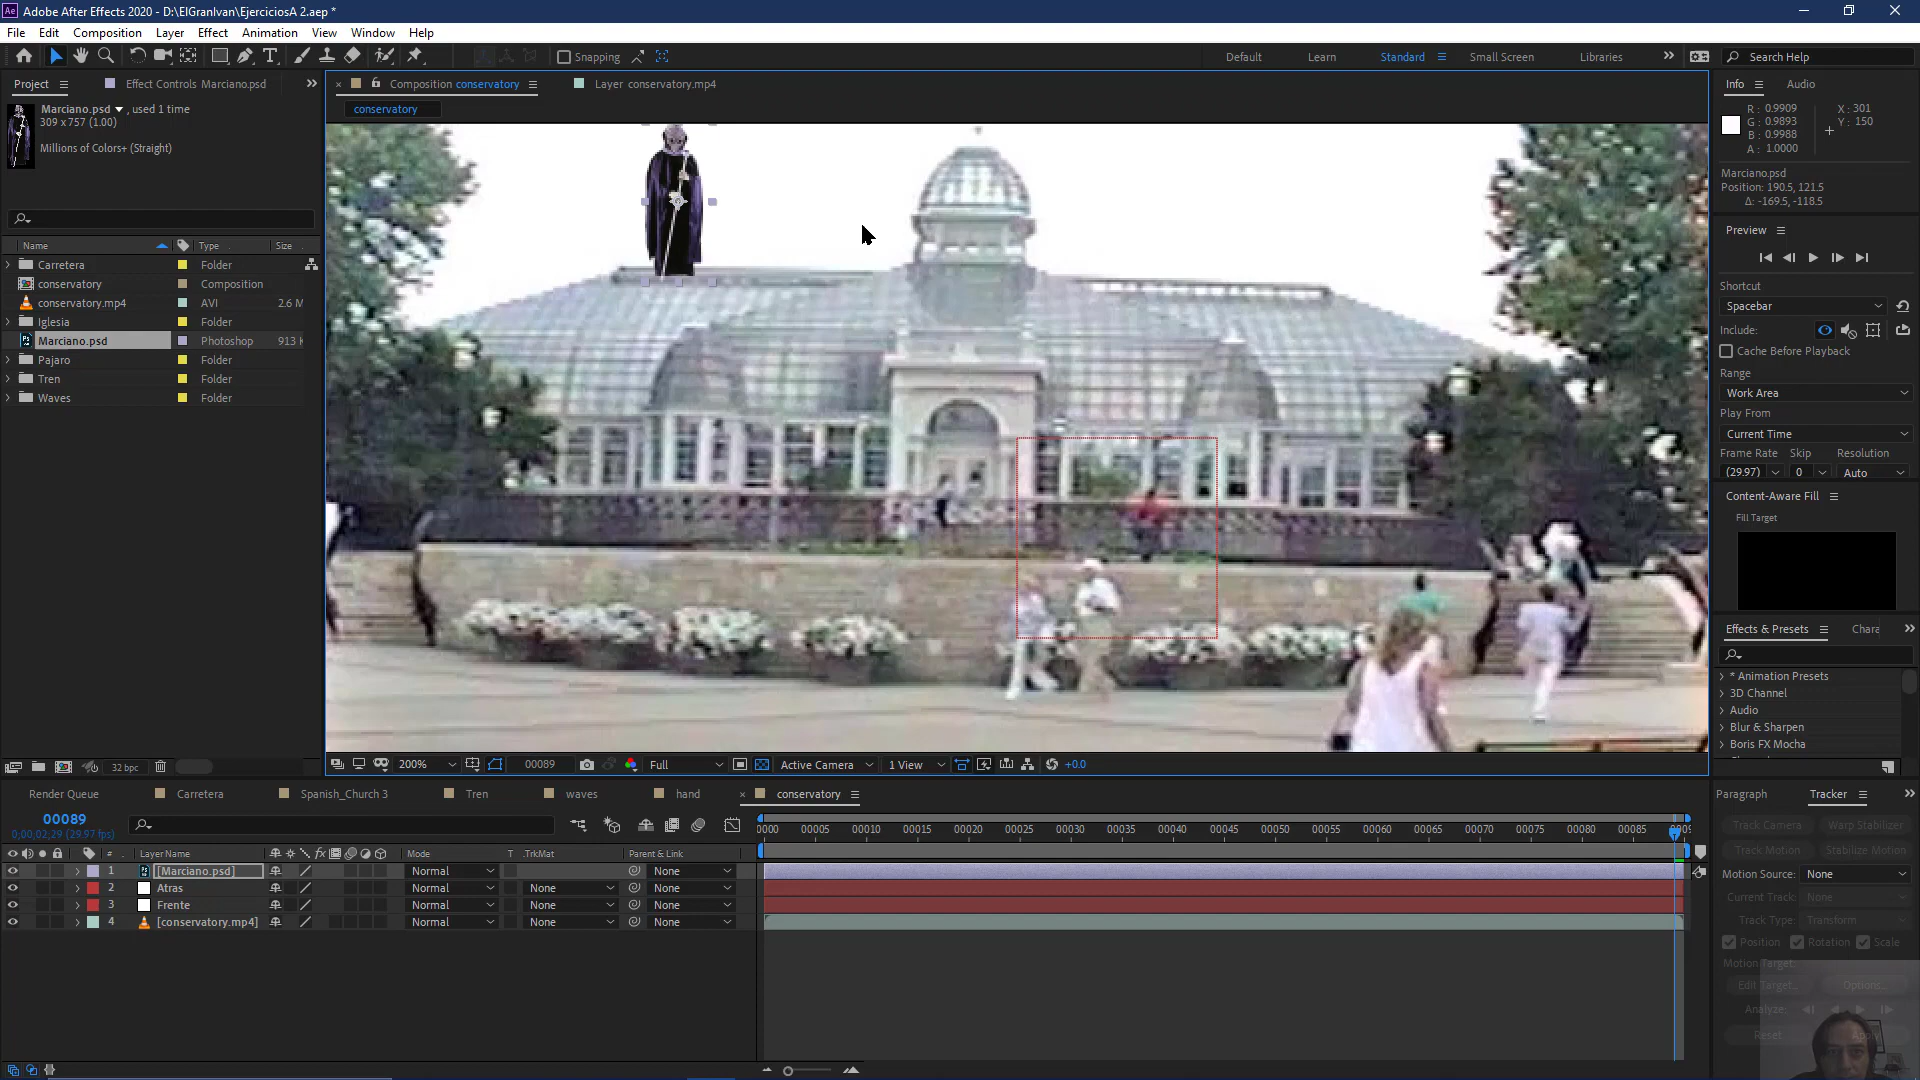 Adobe After Effects 2020 - D:\ElGranIvan\EjerciciosA 2.aep *
File Edit Composition Layer Effect Animation View Window Help
Snapping
Default Learn Standard Small Screen Libraries
Search Help
Project Effect Controls Marciano.psd
Marciano.psd , used 1 time
309 x 757 (1.00)
Millions of Colors+ (Straight)
Name Type Size
Carretera Folder
conservatory Composition
conservatory.mp4 AVI 2.6 M
Iglesia Folder
Marciano.psd Photoshop 913 K
Pajaro Folder
Tren Folder
Waves Folder
32 bpc
Composition conservatory
Layer conservatory.mp4
conservatory
200% 00089 Full Active Camera 1 View +0.0
Info Audio
R : 0.9909
G : 0.9893
B : 0.9988
A : 1.0000
X : 301
Y : 150
Marciano.psd
Position: 190.5, 121.5
Δ: -169.5, -118.5
Preview
Shortcut
Spacebar
Include:
Cache Before Playback
Range
Work Area
Play From
Current Time
Frame Rate Skip Resolution
(29.97) 0 Auto
Content-Aware Fill
Fill Target
Effects & Presets Chara
* Animation Presets
3D Channel
Audio
Blur & Sharpen
Boris FX Mocha
Paragraph Tracker
Track Camera Warp Stabilizer
Track Motion Stabilize Motion
Motion Source: None
Current Track: None
Track Type: Transform
Position Rotation Scale
Motion Target:
Edit Target... Options...
Analyze:
Reset Apply
Render Queue Carretera Spanish_Church 3 Tren waves hand conservatory
00089
0;00;02;29 (29.97 fps)
# Layer Name Mode T .TrkMat Parent & Link
1 [Marciano.psd] Normal None
2 Atras Normal None None
3 Frente Normal None None
4 [conservatory.mp4] Normal None None
0000 00005 00010 00015 00020 00025 00030 00035 00040 00045 00050 00055 00060 00065 00070 00075 00080 00085